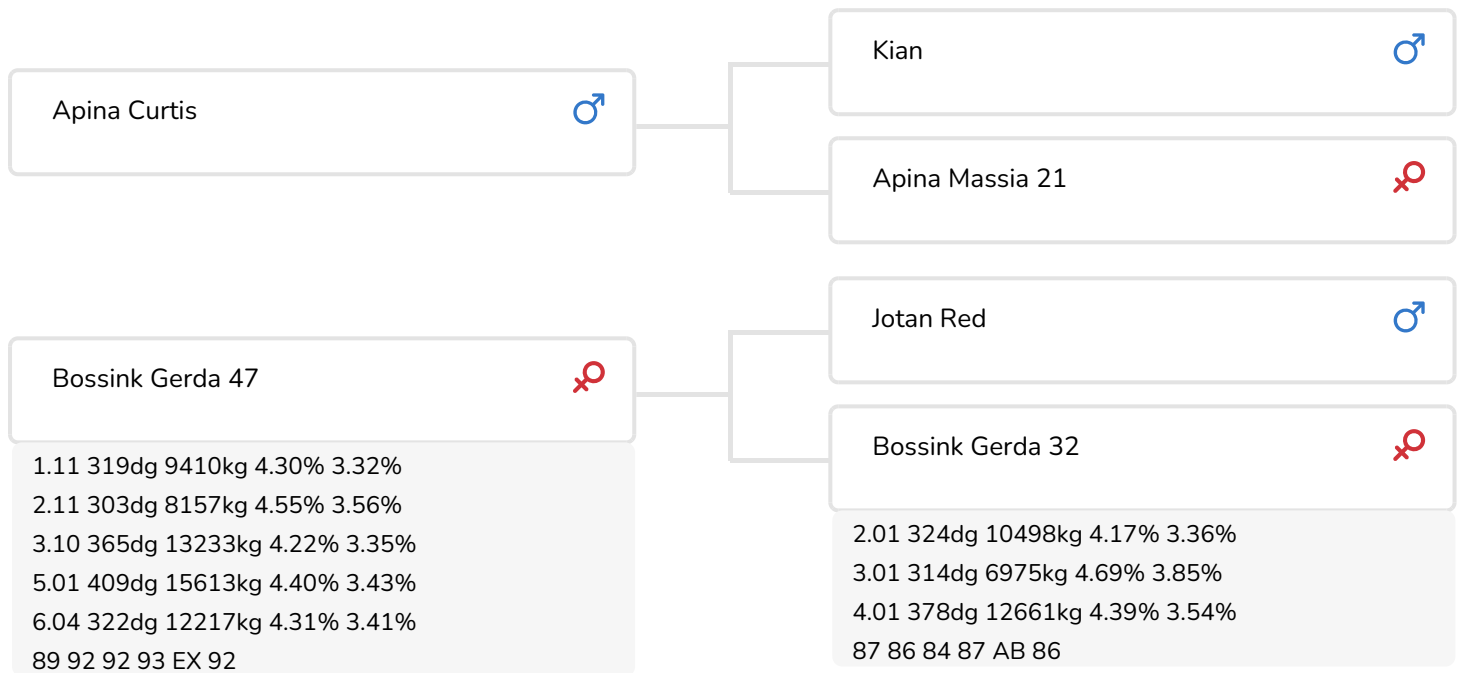 Apina Curtis
Kian
Apina Massia 21
Bossink Gerda 47
1.11 319dg 9410kg 4.30% 3.32%
2.11 303dg 8157kg 4.55% 3.56%
3.10 365dg 13233kg 4.22% 3.35%
5.01 409dg 15613kg 4.40% 3.43%
6.04 322dg 12217kg 4.31% 3.41%
89 92 92 93 EX 92
Jotan Red
Bossink Gerda 32
2.01 324dg 10498kg 4.17% 3.36%
3.01 314dg 6975kg 4.69% 3.85%
4.01 378dg 12661kg 4.39% 3.54%
87 86 84 87 AB 86